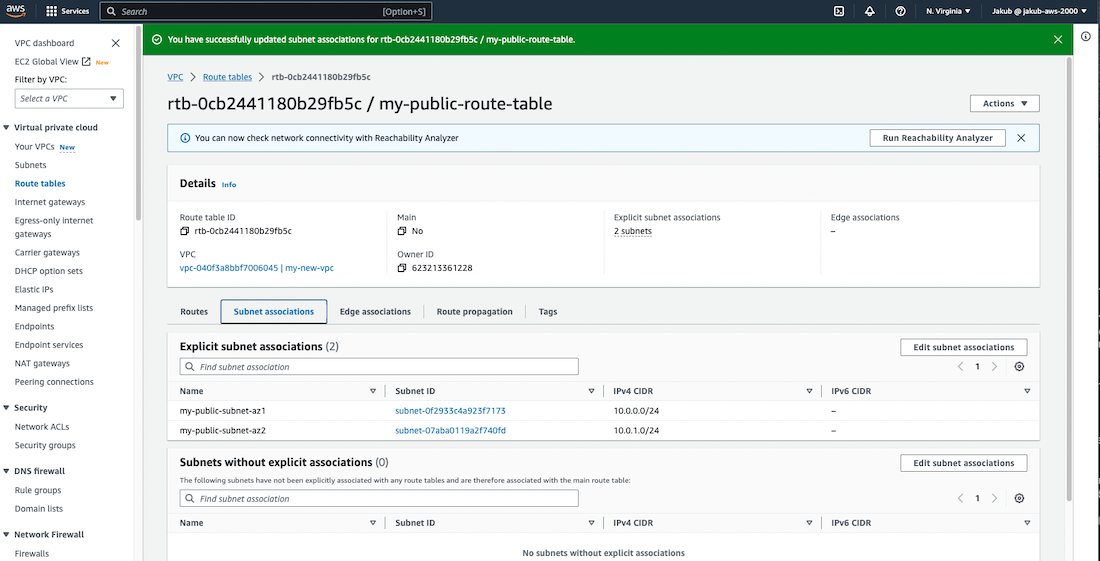 aws Services Search [Option+S] N. Virginia Jakub @ jakub-aws-2000
VPC dashboard
EC2 Global View New
Filter by VPC:
Select a VPC
Virtual private cloud
Your VPCs New
Subnets
Route tables
Internet gateways
Egress-only internet
gateways
Carrier gateways
DHCP option sets
Elastic IPs
Managed prefix lists
Endpoints
Endpoint services
NAT gateways
Peering connections
Security
Network ACLs
Security groups
DNS firewall
Rule groups
Domain lists
Network Firewall
Firewalls
You have successfully updated subnet associations for rtb-0cb2441180b29fb5c / my-public-route-table.
VPC > Route tables > rtb-0cb2441180b29fb5c
rtb-0cb2441180b29fb5c / my-public-route-table
Actions
You can now check network connectivity with Reachability Analyzer
Run Reachability Analyzer
Details Info
Route table ID
rtb-0cb2441180b29fb5c
Main
No
Explicit subnet associations
2 subnets
Edge associations
–
VPC
vpc-040f3a8bbf7006045 | my-new-vpc
Owner ID
623213361228
Routes Subnet associations Edge associations Route propagation Tags
Explicit subnet associations (2)
Edit subnet associations
Find subnet association
1
Name Subnet ID IPv4 CIDR IPv6 CIDR
my-public-subnet-az1 subnet-0f2933c4a923f7173 10.0.0.0/24 –
my-public-subnet-az2 subnet-07aba0119a2f740fd 10.0.1.0/24 –
Subnets without explicit associations (0)
Edit subnet associations
The following subnets have not been explicitly associated with any route tables and are therefore associated with the main route table:
Find subnet association
1
Name Subnet ID IPv4 CIDR IPv6 CIDR
No subnets without explicit associations